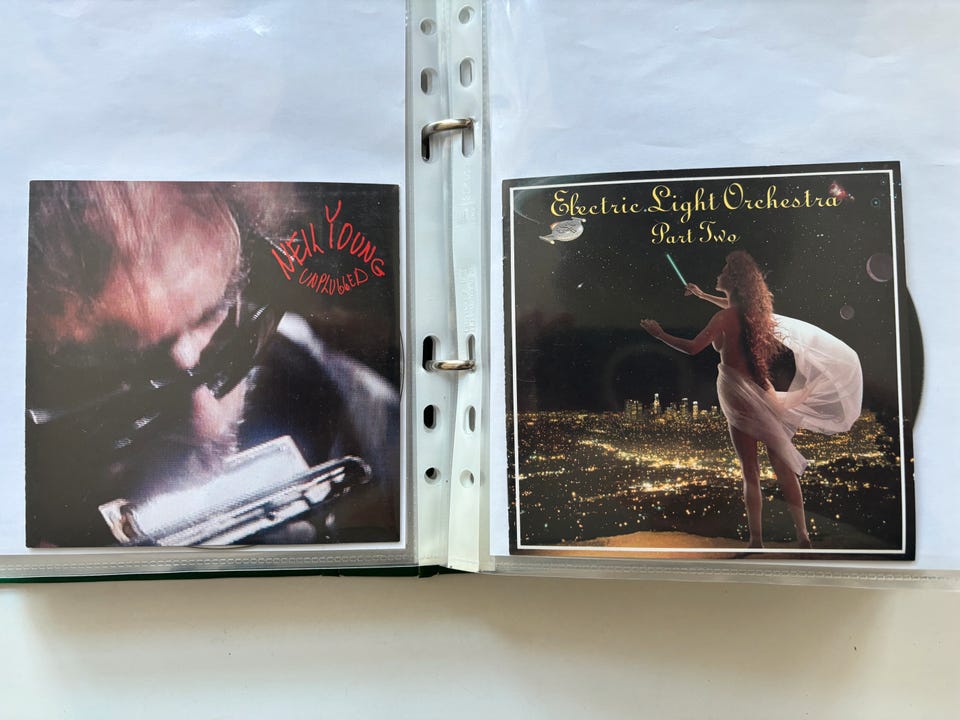 NEIL YOUNG
UNPLUGGED
Electric Light Orchestra
Part Two